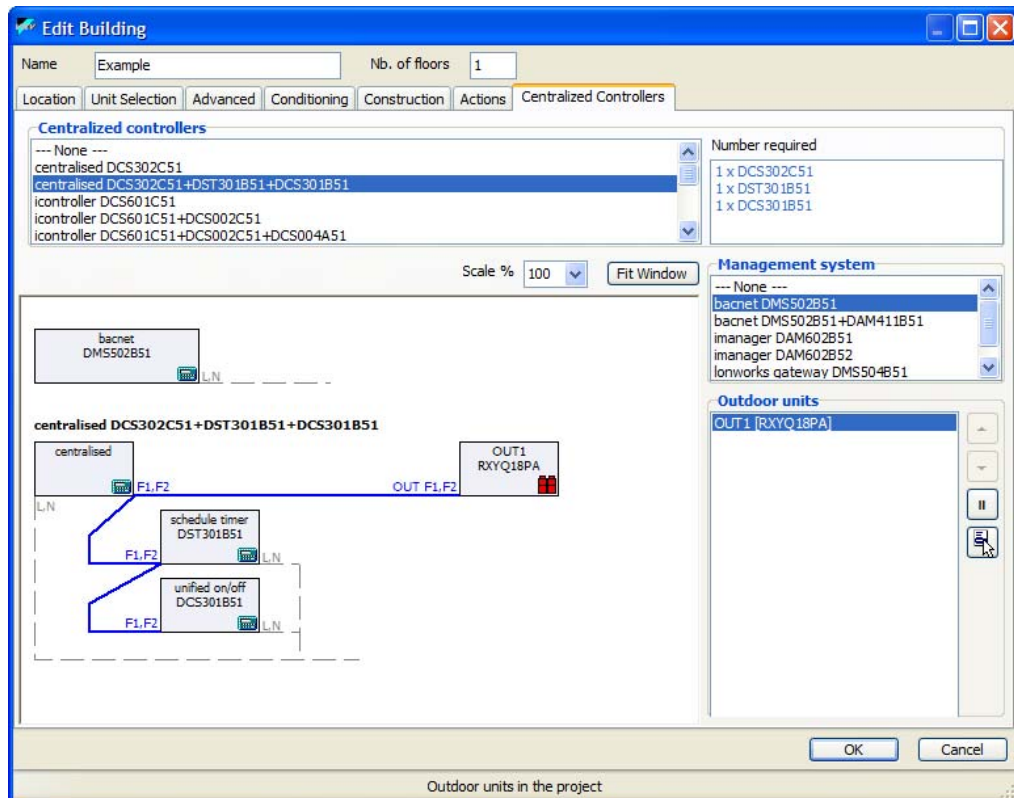 Edit Building
Name Example Nb. of floors 1
Location Unit Selection Advanced Conditioning Construction Actions Centralized Controllers
Centralized controllers
--- None ---
centralised DCS302C51
centralised DCS302C51+DST301B51+DCS301B51
icontroller DCS601C51
icontroller DCS601C51+DCS002C51
icontroller DCS601C51+DCS002C51+DCS004A51
Number required
1 x DCS302C51
1 x DST301B51
1 x DCS301B51
Scale % 100 Fit Window
Management system
--- None ---
bacnet DMS502B51
bacnet DMS502B51+DAM411B51
imanager DAM602B51
imanager DAM602B52
lonworks gateway DMS504B51
bacnet
DMS502B51
L,N
centralised DCS302C51+DST301B51+DCS301B51
centralised
F1,F2
L,N
OUT1
RXYQ18PA
OUT F1,F2
schedule timer
DST301B51
F1,F2 L,N
unified on/off
DCS301B51
F1,F2 L,N
Outdoor units
OUT1 [RXYQ18PA]
OK Cancel
Outdoor units in the project